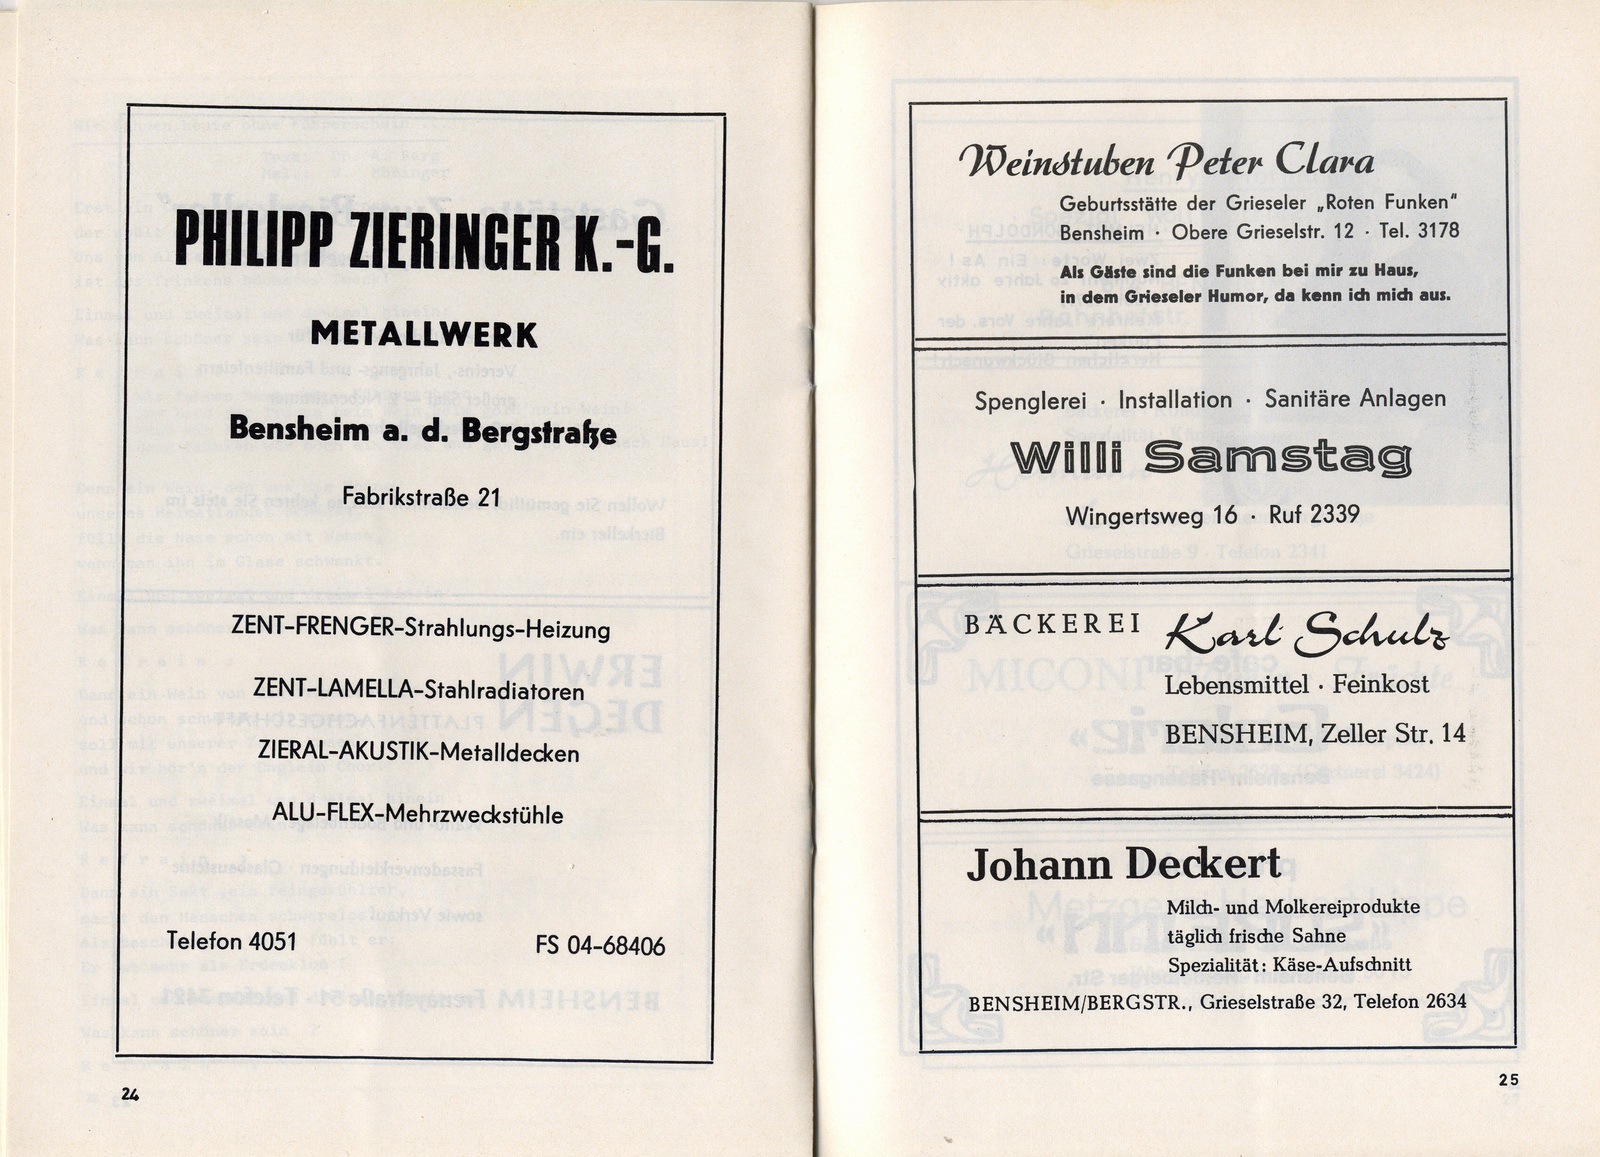 PHILIPP ZIERINGER K.-G.
METALLWERK
Bensheim a. d. Bergstraße
Fabrikstraße 21
ZENT-FRENGER-Strahlungs-Heizung
ZENT-LAMELLA-Stahlradiatoren
ZIERAL-AKUSTIK-Metalldecken
ALU-FLEX-Mehrzweckstühle
Telefon 4051 FS 04-68406
24
Weinstuben Peter Clara
Geburtsstätte der Grieseler „Roten Funken"
Bensheim · Obere Grieselstr. 12 · Tel. 3178
Als Gäste sind die Funken bei mir zu Haus,
in dem Grieseler Humor, da kenn ich mich aus.
Spenglerei · Installation · Sanitäre Anlagen
Willi Samstag
Wingertsweg 16 · Ruf 2339
BÄCKEREI Karl Schulz
Lebensmittel · Feinkost
BENSHEIM, Zeller Str. 14
Johann Deckert
Milch- und Molkereiprodukte
täglich frische Sahne
Spezialität: Käse-Aufschnitt
BENSHEIM/BERGSTR., Grieselstraße 32, Telefon 2634
25